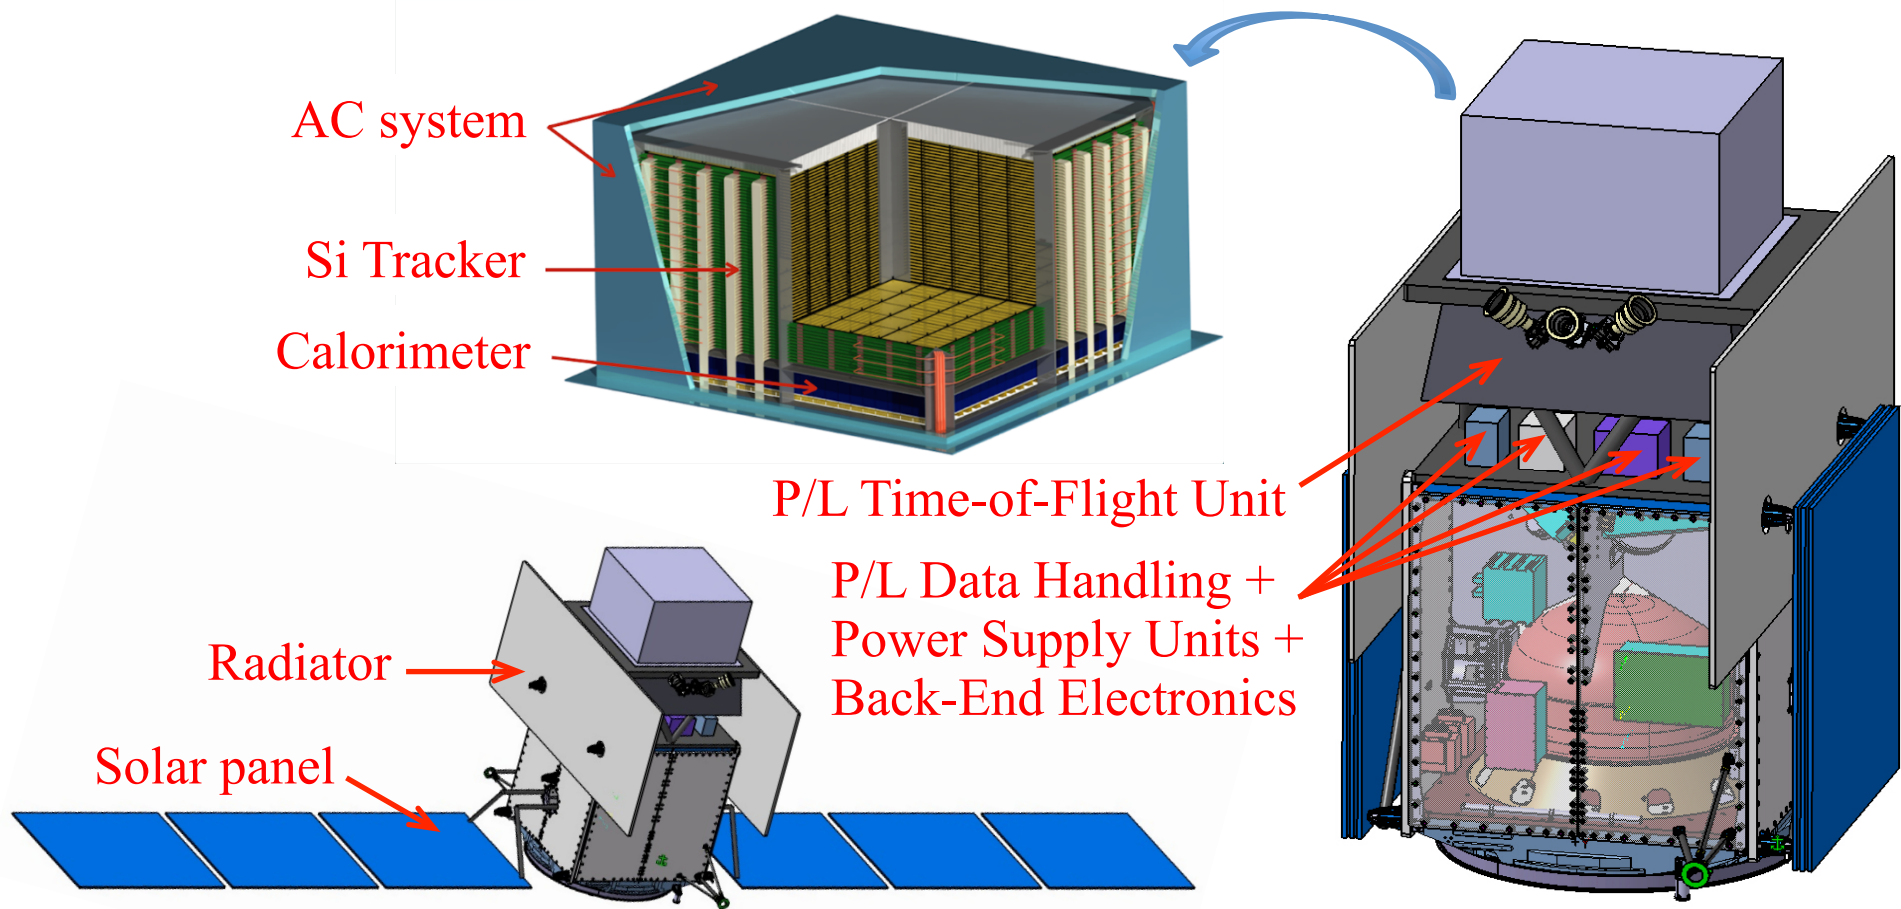 AC system
Si Tracker
Calorimeter
P/L Time-of-Flight Unit
P/L Data Handling +
Power Supply Units +
Back-End Electronics
Radiator
Solar panel